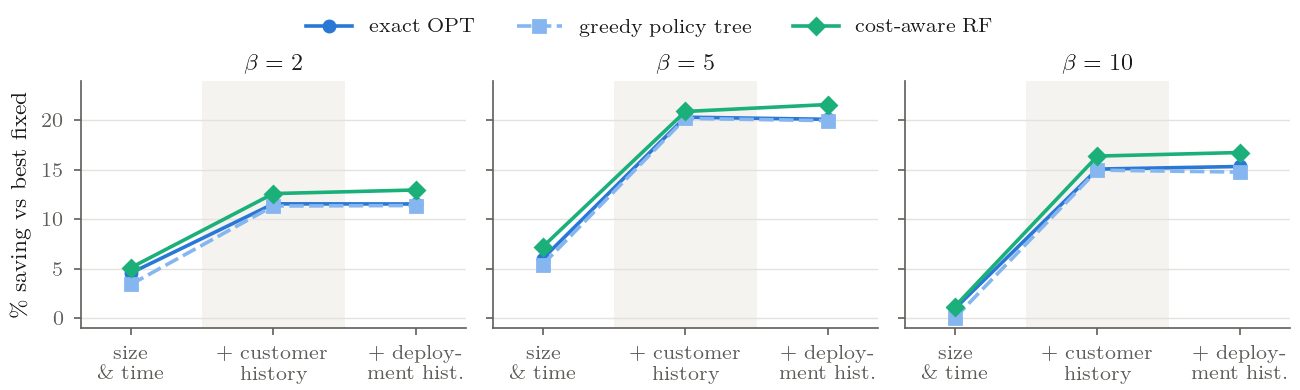 exact OPT greedy policy tree cost-aware RF
β = 2 β = 5 β = 10
% saving vs best fixed
20
15
10
5
0
size & time
+ customer history
+ deploy-
ment hist.
size & time
+ customer history
+ deploy-
ment hist.
size & time
+ customer history
+ deploy-
ment hist.